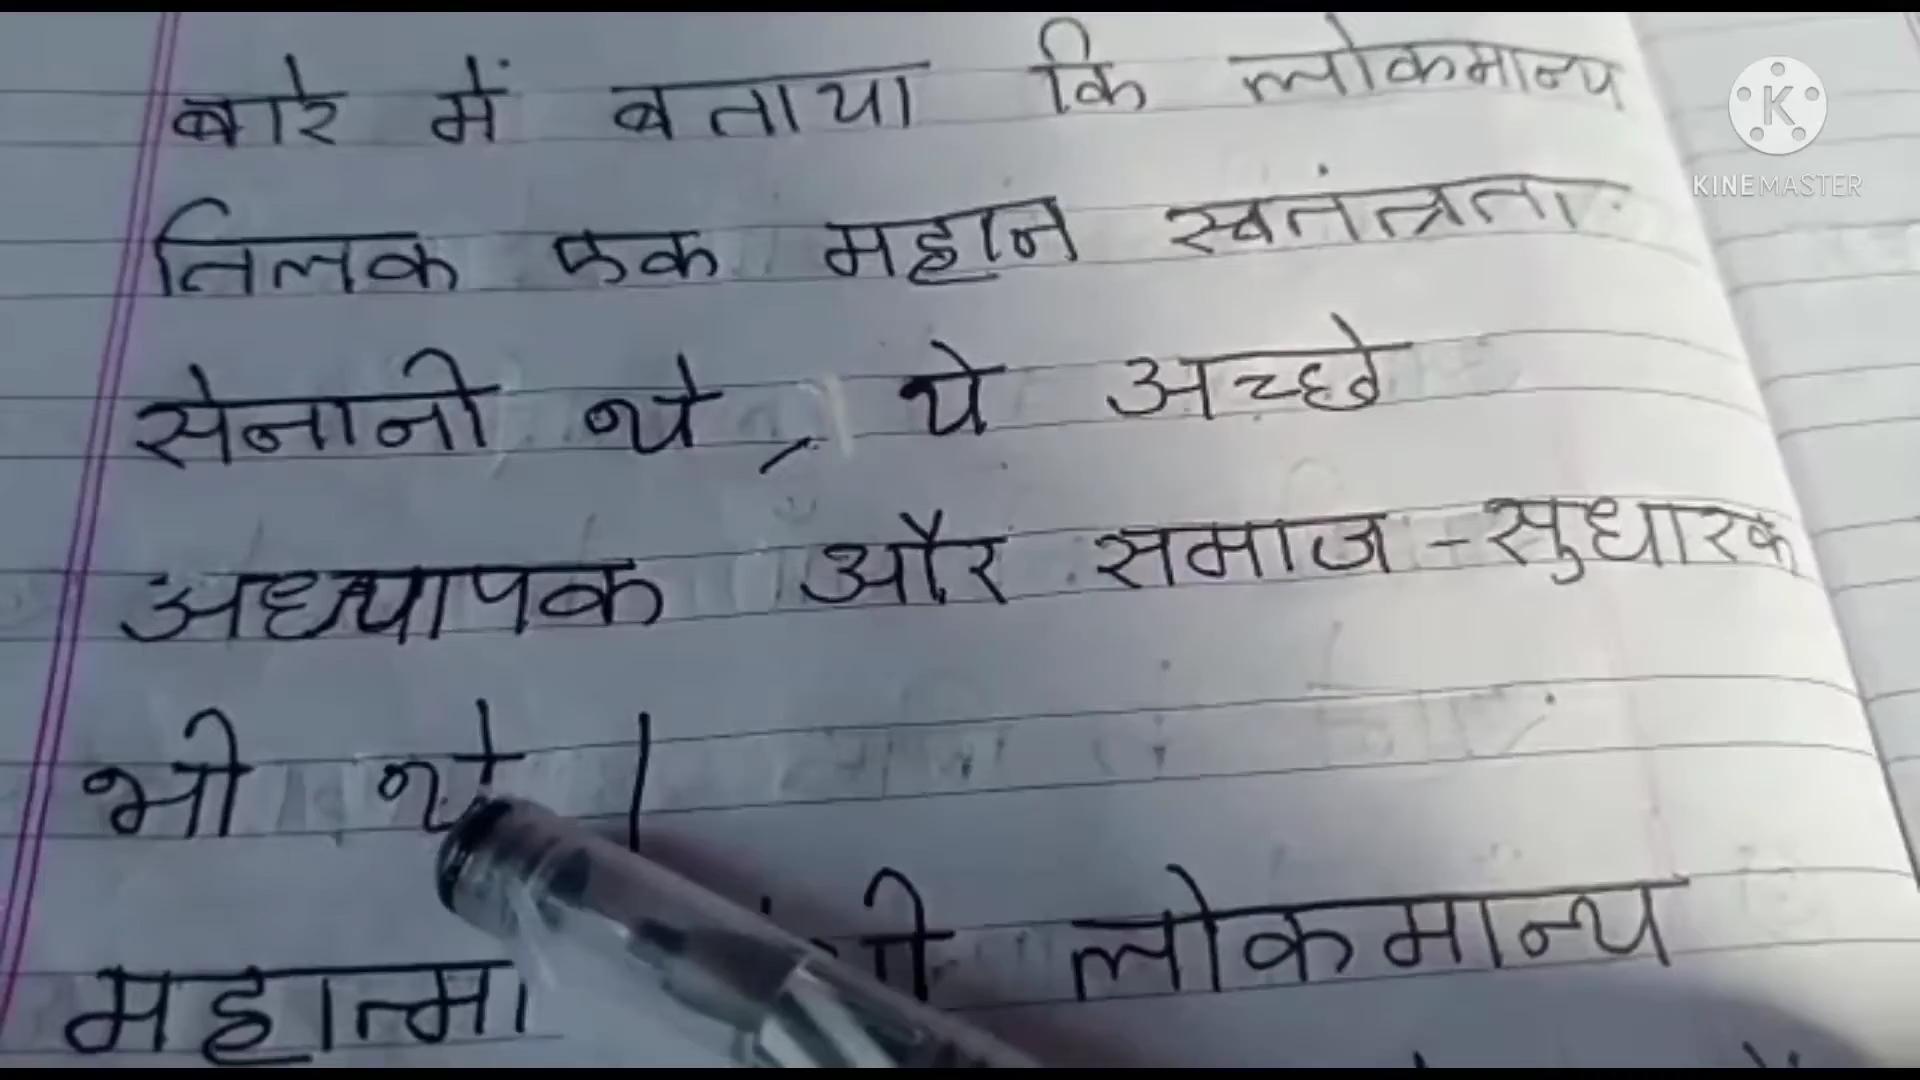 बारे में बताया कि लोकमान्य
तिलक एक महान स्वतंत्रता
सेनानी थे, ये अच्छे
अध्यापक और समाज-सुधारक
भी थे।
महात्मा लोकमान्य
K
KINEMASTER